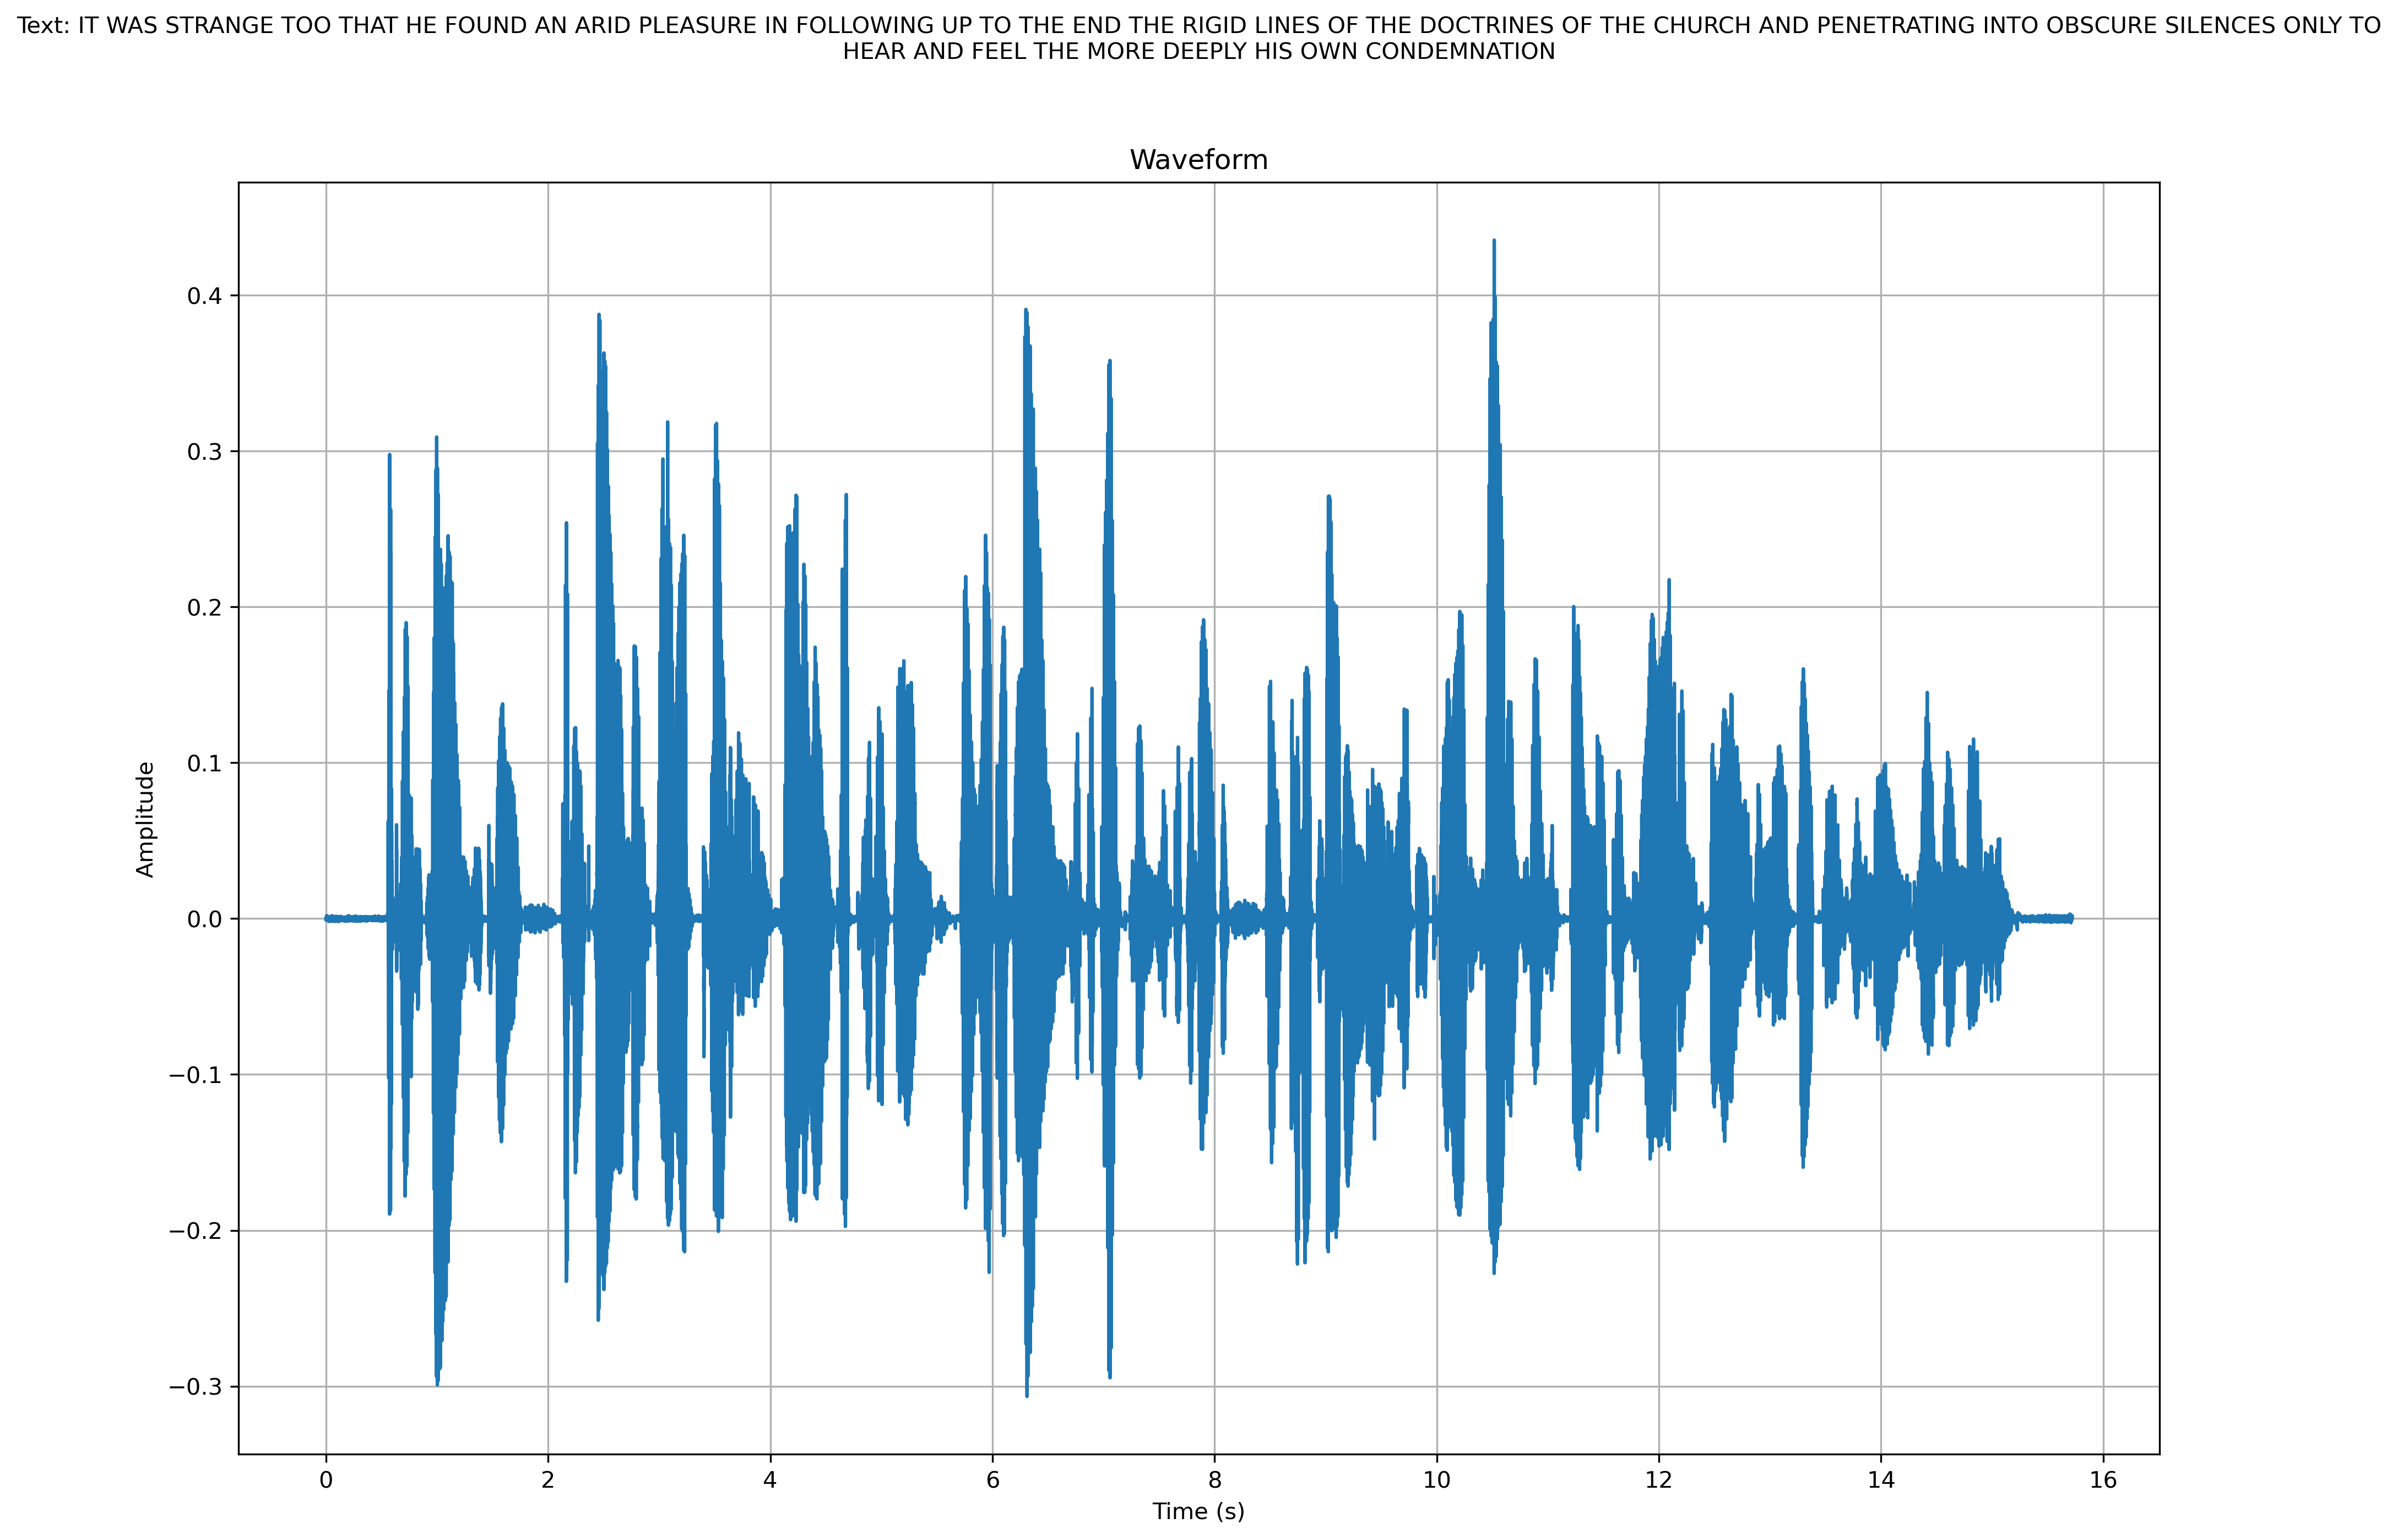 Text: IT WAS STRANGE TOO THAT HE FOUND AN ARID PLEASURE IN FOLLOWING UP TO THE END THE RIGID LINES OF THE DOCTRINES OF THE CHURCH AND PENETRATING INTO OBSCURE SILENCES ONLY TO
HEAR AND FEEL THE MORE DEEPLY HIS OWN CONDEMNATION
Waveform
0.4
0.3
0.2
0.1
0.0
−0.1
−0.2
−0.3
Amplitude
0 2 4 6 8 10 12 14 16
Time (s)